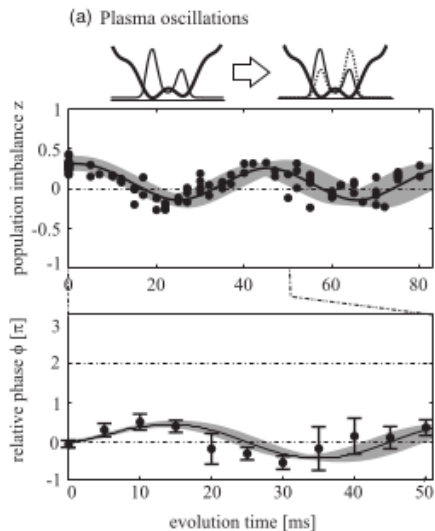 (a) Plasma oscillations
population imbalance z
1
0.5
0
-0.5
-1
0 20 40 60 80
relative phase ϕ [π]
3
2
1
0
-1
0 10 20 30 40 50
evolution time [ms]